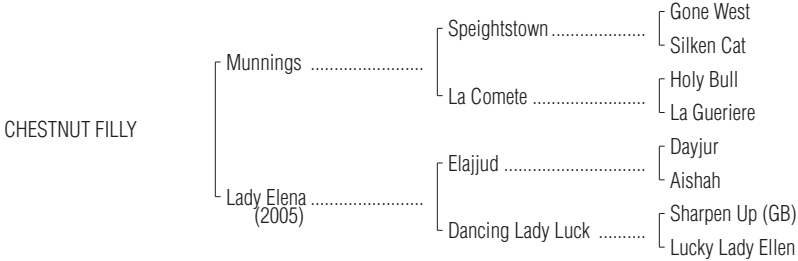 Gone West
Speightstown
Silken Cat
Munnings
Holy Bull
La Comete
La Gueriere
CHESTNUT FILLY
Dayjur
Elajjud
Aishah
Lady Elena
(2005)
Sharpen Up (GB)
Dancing Lady Luck
Lucky Lady Ellen